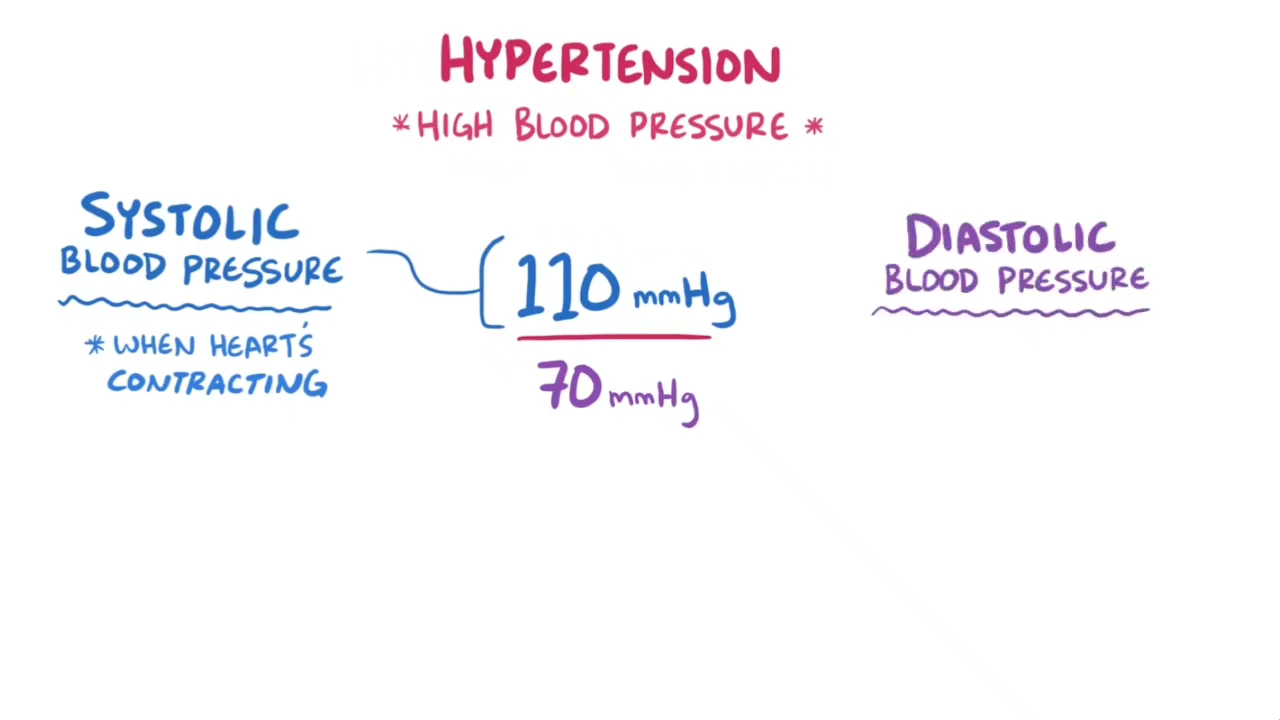 HYPERTENSION
*HIGH BLOOD PRESSURE*
SYSTOLIC
BLOOD PRESSURE
*WHEN HEART'S
CONTRACTING
110 mmHg
70 mmHg
DIASTOLIC
BLOOD PRESSURE